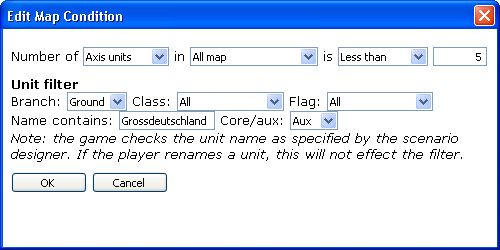 Edit Map Condition
Number of Axis units in All map is Less than 5
Unit filter
Branch: Ground Class: All Flag: All
Name contains: Grossdeutschland Core/aux: Aux
Note: the game checks the unit name as specified by the scenario
designer. If the player renames a unit, this will not effect the filter.
OK Cancel